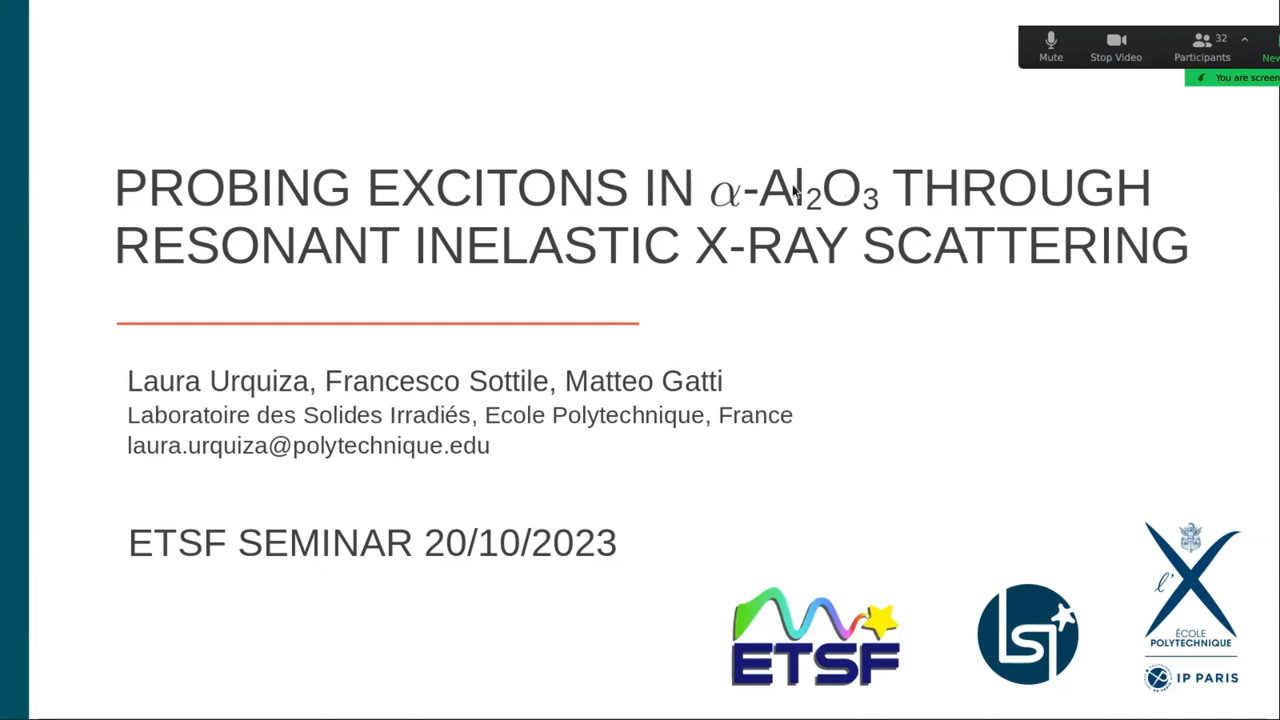 32
Mute
Stop Video
Participants
You are screen
PROBING EXCITONS IN α-Al₂O₃ THROUGH
RESONANT INELASTIC X-RAY SCATTERING
Laura Urquiza, Francesco Sottile, Matteo Gatti
Laboratoire des Solides Irradiés, Ecole Polytechnique, France
laura.urquiza@polytechnique.edu
ETSF SEMINAR 20/10/2023
ETSF
lsi
l'X
ÉCOLE
POLYTECHNIQUE
IP PARIS